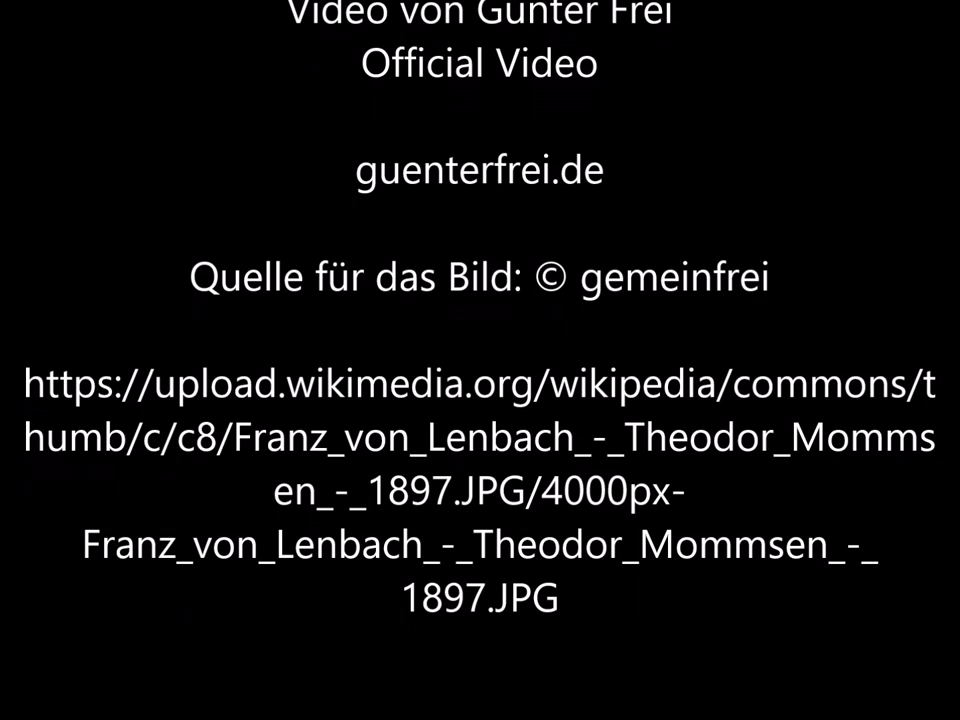 Video von Günter Frei
Official Video
guenterfrei.de
Quelle für das Bild: © gemeinfrei
https://upload.wikimedia.org/wikipedia/commons/t
humb/c/c8/Franz_von_Lenbach_-_Theodor_Momms
en_-_1897.JPG/4000px-
Franz_von_Lenbach_-_Theodor_Mommsen_-_
1897.JPG